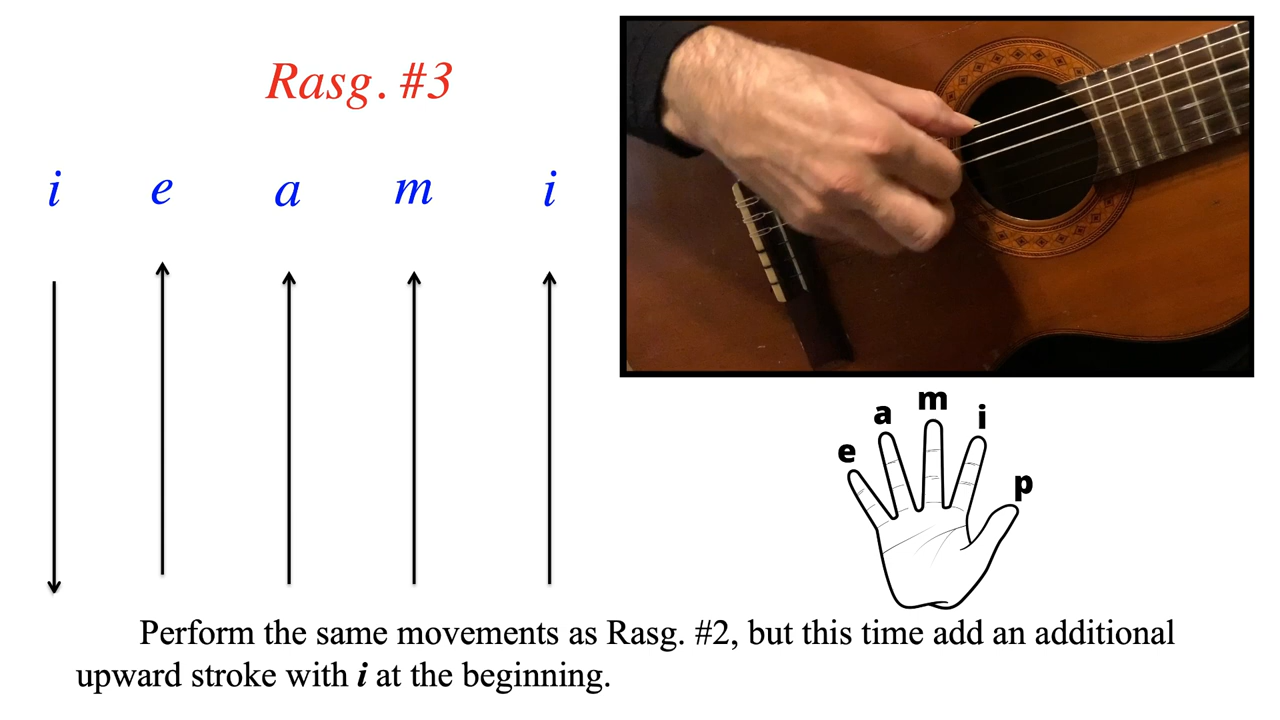 Rasg. #3
i e a m i
e a m i p
Perform the same movements as Rasg. #2, but this time add an additional
upward stroke with i at the beginning.